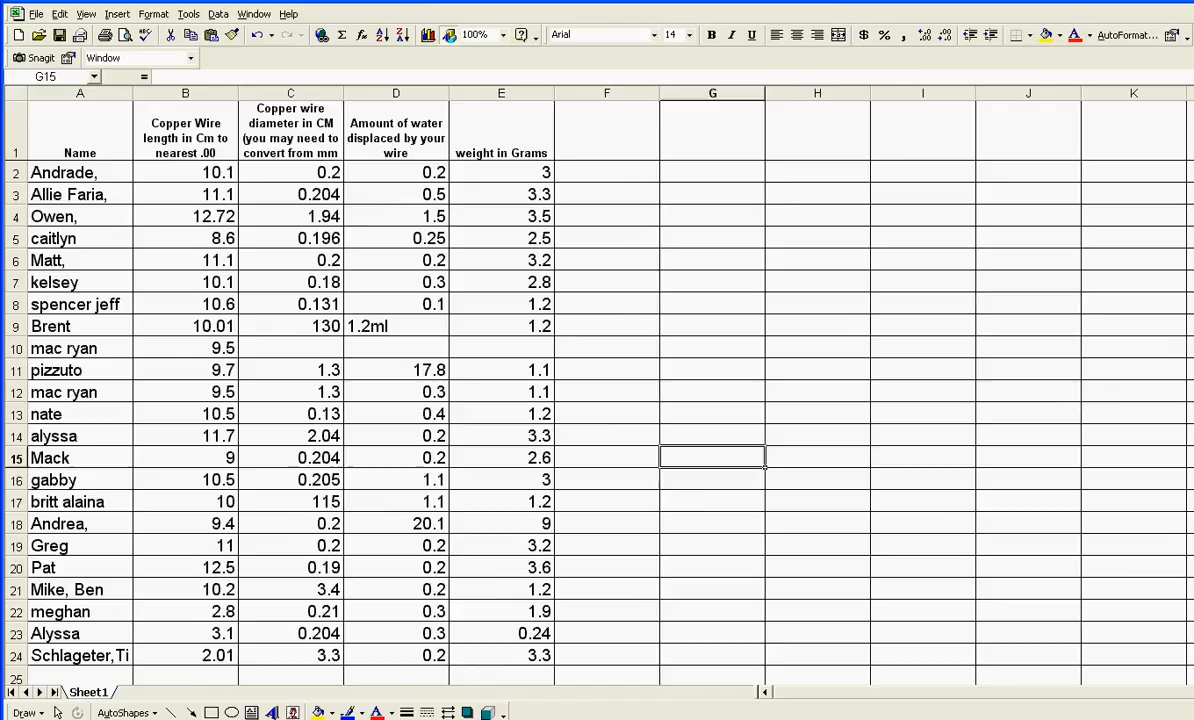 File Edit View Insert Format Tools Data Window Help
100% Arial 14 B I U $ % , AutoFormat...
Snagit Window
G15 =
A B C D E F G H I J K
1 Name Copper Wire length in Cm to nearest .00 Copper wire diameter in CM (you may need to convert from mm Amount of water displaced by your wire weight in Grams
2 Andrade, 10.1 0.2 0.2 3
3 Allie Faria, 11.1 0.204 0.5 3.3
4 Owen, 12.72 1.94 1.5 3.5
5 caitlyn 8.6 0.196 0.25 2.5
6 Matt, 11.1 0.2 0.2 3.2
7 kelsey 10.1 0.18 0.3 2.8
8 spencer jeff 10.6 0.131 0.1 1.2
9 Brent 10.01 130 1.2ml 1.2
10 mac ryan 9.5
11 pizzuto 9.7 1.3 17.8 1.1
12 mac ryan 9.5 1.3 0.3 1.1
13 nate 10.5 0.13 0.4 1.2
14 alyssa 11.7 2.04 0.2 3.3
15 Mack 9 0.204 0.2 2.6
16 gabby 10.5 0.205 1.1 3
17 britt alaina 10 115 1.1 1.2
18 Andrea, 9.4 0.2 20.1 9
19 Greg 11 0.2 0.2 3.2
20 Pat 12.5 0.19 0.2 3.6
21 Mike, Ben 10.2 3.4 0.2 1.2
22 meghan 2.8 0.21 0.3 1.9
23 Alyssa 3.1 0.204 0.3 0.24
24 Schlageter,Ti 2.01 3.3 0.2 3.3
25
Sheet1
Draw AutoShapes